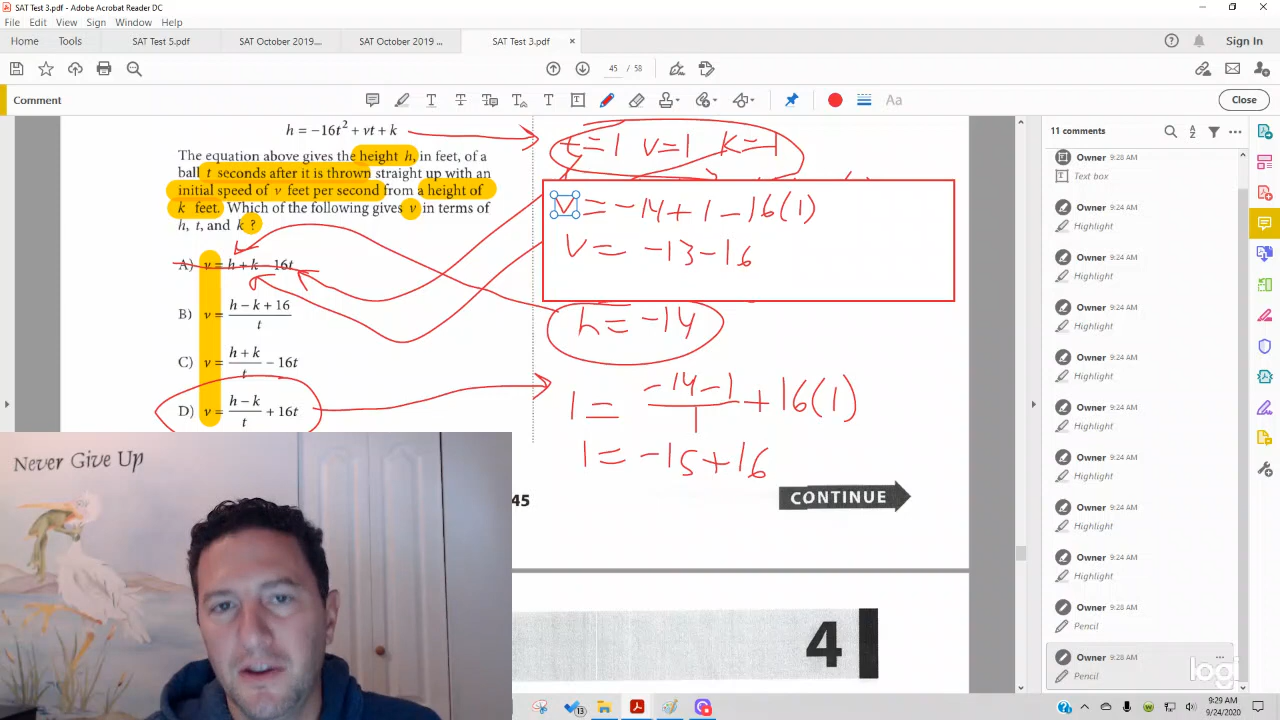 SAT Test 3.pdf - Adobe Acrobat Reader DC
File Edit View Sign Window Help
Home Tools SAT Test 5.pdf SAT October 2019.... SAT October 2019 ... SAT Test 3.pdf × Sign In
45 / 58
Comment Aa Close
h = −16t² + vt + k
The equation above gives the height h, in feet, of a
ball t seconds after it is thrown straight up with an
initial speed of v feet per second from a height of
k feet. Which of the following gives v in terms of
h, t, and k ?
A) v = h + k − 16t
B) v = (h − k + 16)/t
C) v = (h + k)/t − 16t
D) v = (h − k)/t + 16t
t=1 v=1 k=1
v = -14+1-16(1)
v = -13-16
h = -14
1 = (-14-1)/1 + 16(1)
1 = -15+16
45
CONTINUE
4
Never Give Up
11 comments
Owner 9:28 AM
Text box
Owner 9:24 AM
Highlight
Owner 9:24 AM
Highlight
Owner 9:24 AM
Highlight
Owner 9:24 AM
Highlight
Owner 9:24 AM
Highlight
Owner 9:24 AM
Highlight
Owner 9:24 AM
Highlight
Owner 9:24 AM
Highlight
Owner 9:28 AM
Pencil
Owner 9:28 AM
Pencil
logi
13
9:29 AM
9/24/2020